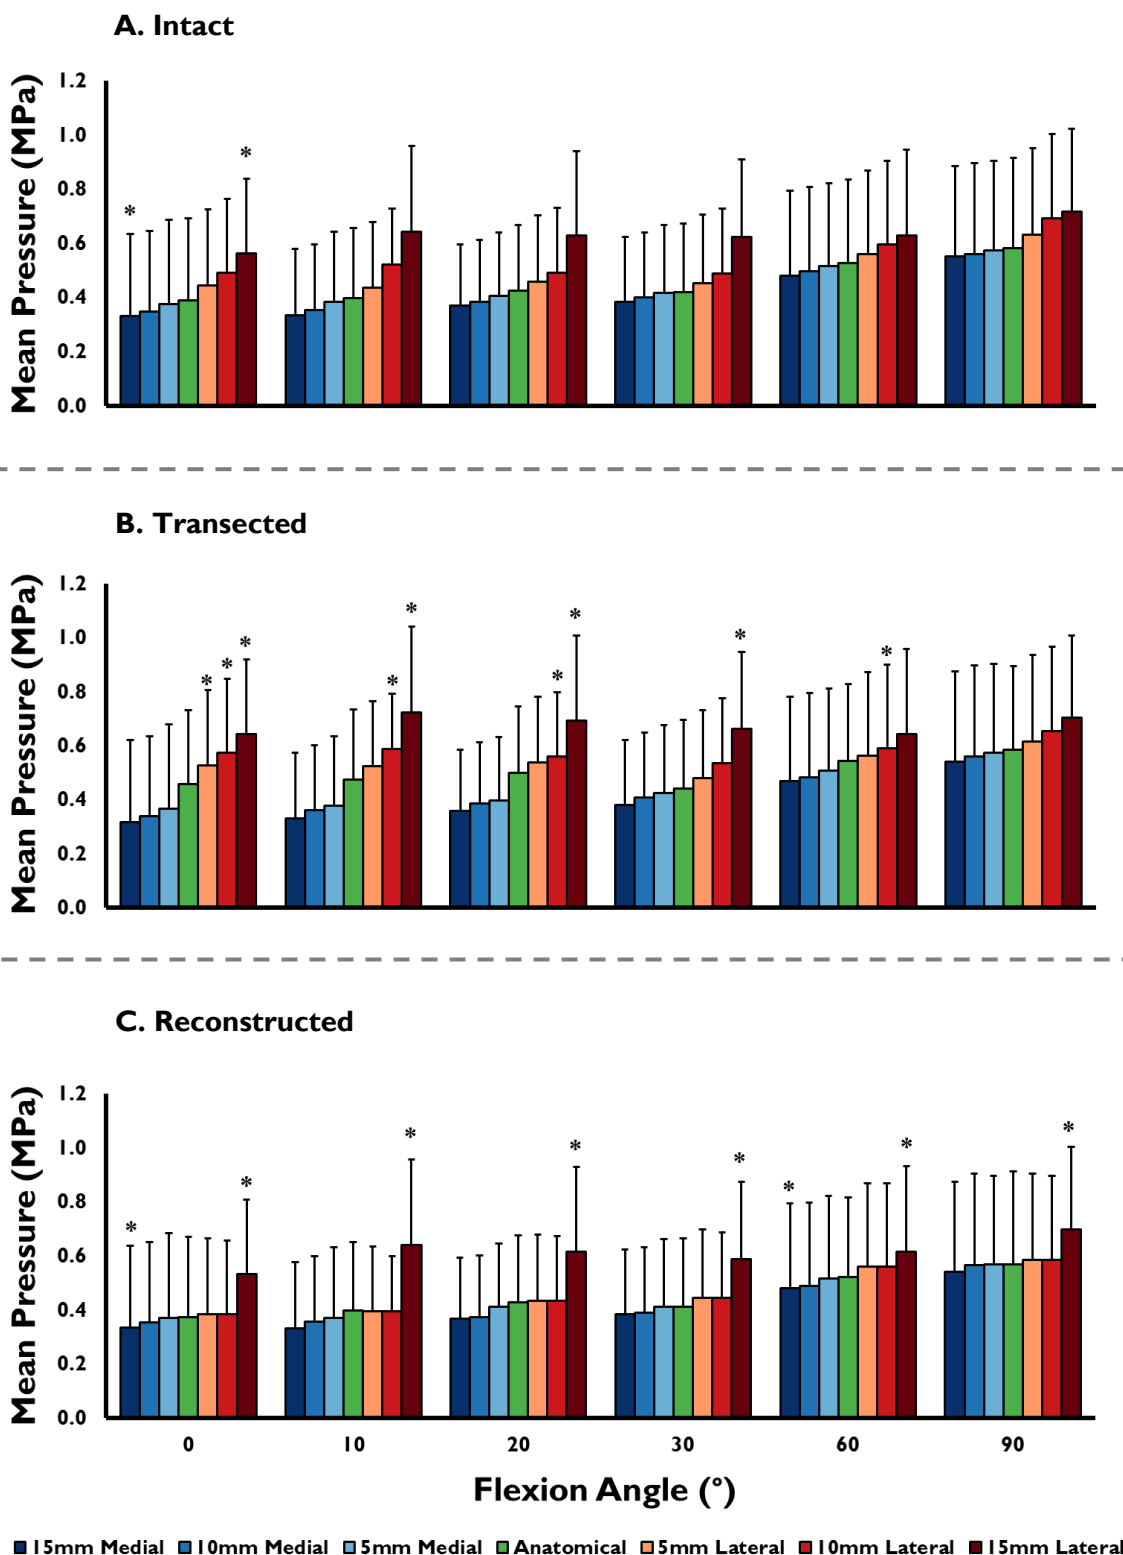 A. Intact
Mean Pressure (MPa)
1.2
1.0
0.8
0.6
0.4
0.2
0.0
* *
B. Transected
Mean Pressure (MPa)
1.2
1.0
0.8
0.6
0.4
0.2
0.0
* * * * * * * * *
C. Reconstructed
Mean Pressure (MPa)
1.2
1.0
0.8
0.6
0.4
0.2
0.0
* * * * * * * *
0 10 20 30 60 90
Flexion Angle (°)
15mm Medial 10mm Medial 5mm Medial Anatomical 5mm Lateral 10mm Lateral 15mm Lateral